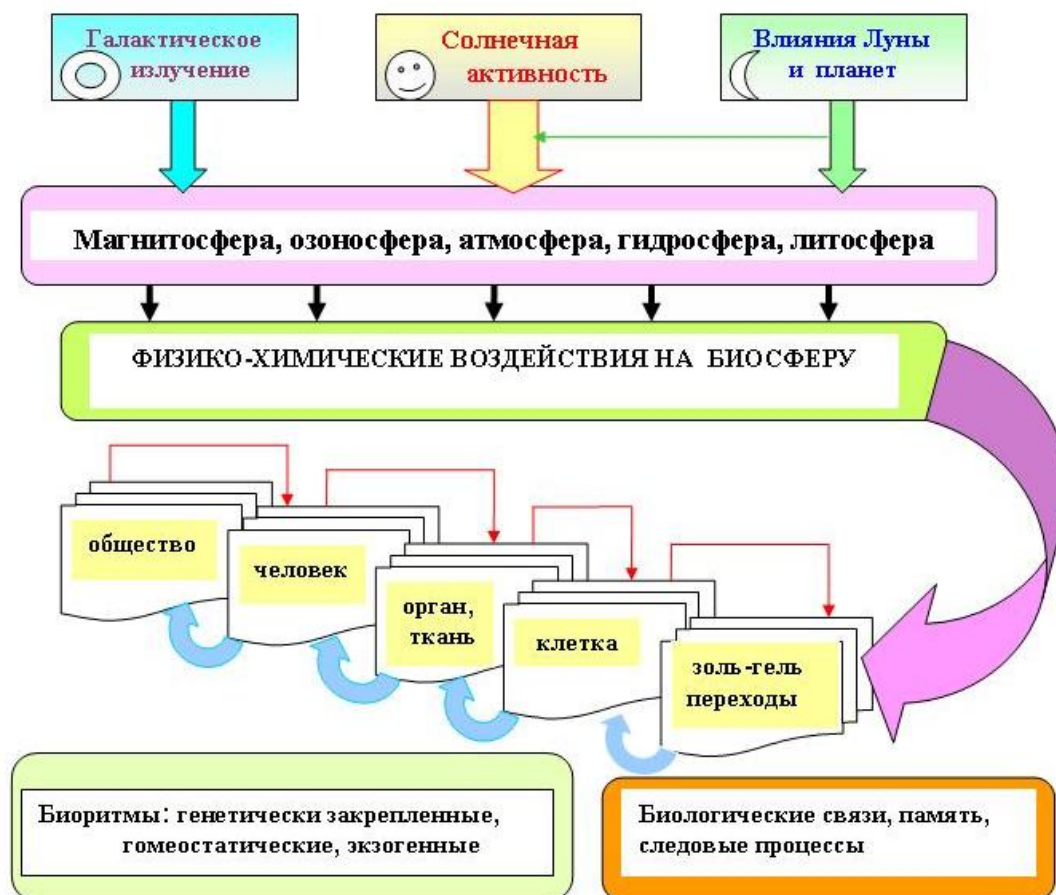 Галактическое
излучение
Солнечная
активность
Влияния Луны
и планет
Магнитосфера, озоносфера, атмосфера, гидросфера, литосфера
ФИЗИКО-ХИМИЧЕСКИЕ ВОЗДЕЙСТВИЯ НА БИОСФЕРУ
общество
человек
орган,
ткань
клетка
золь-гель
переходы
Биоритмы: генетически закрепленные,
гомеостатические, экзогенные
Биологические связи, память,
следовые процессы